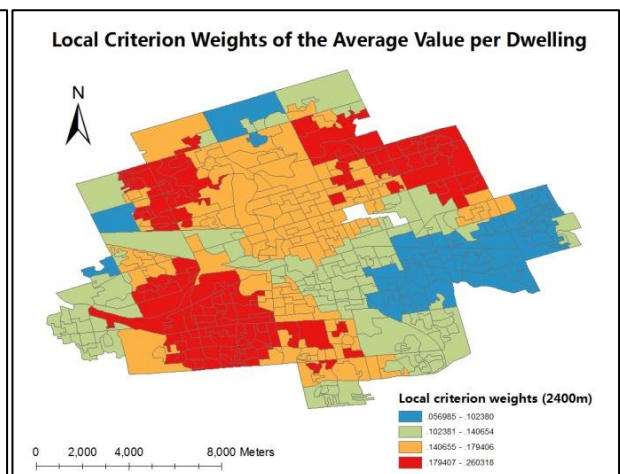 Local Criterion Weights of the Average Value per Dwelling
N
Local criterion weights (2400m)
.056985 - .102380
.102381 - .140654
.140655 - .179406
.179407 - .260318
0 2,000 4,000 8,000 Meters